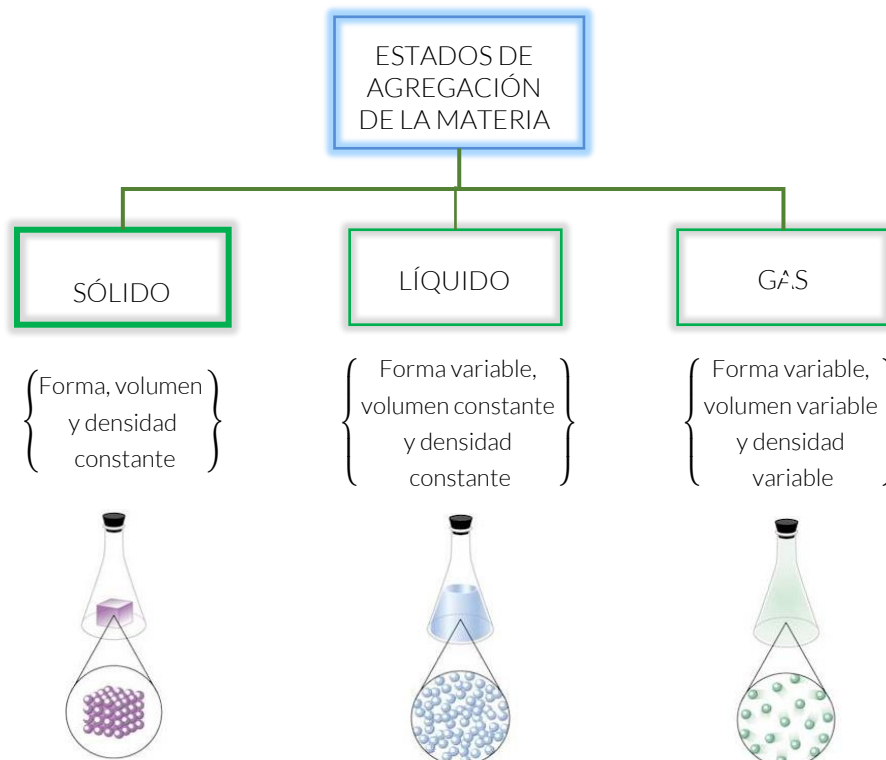 ESTADOS DE
AGREGACIÓN
DE LA MATERIA
SÓLIDO
LÍQUIDO
GAS
Forma, volumen
y densidad
constante
Forma variable,
volumen constante
y densidad
constante
Forma variable,
volumen variable
y densidad
variable